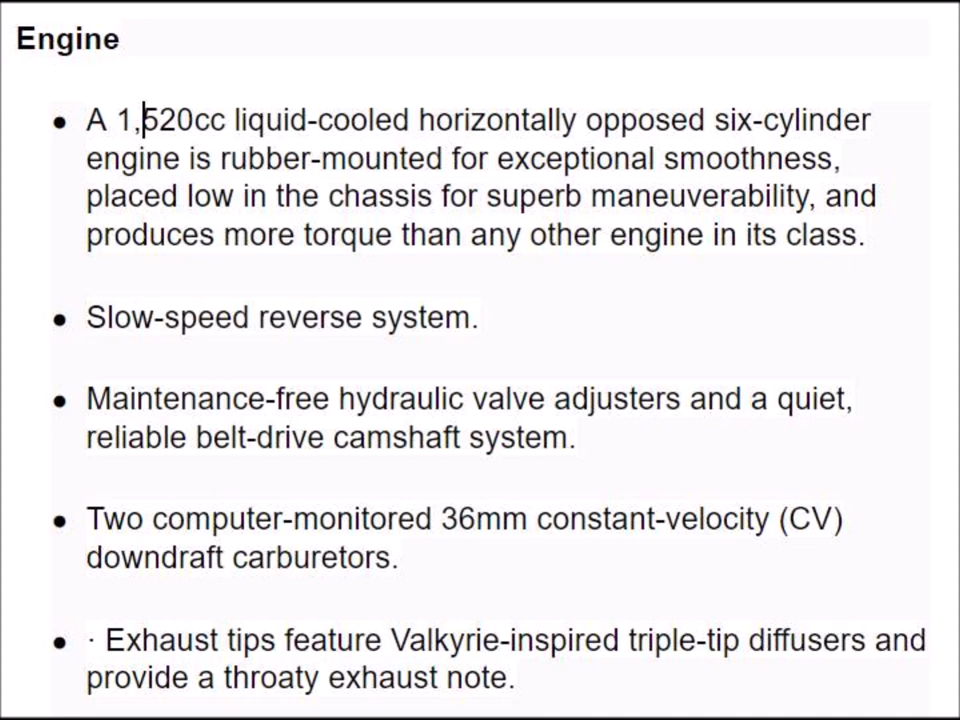 Engine
● A 1,520cc liquid-cooled horizontally opposed six-cylinder
engine is rubber-mounted for exceptional smoothness,
placed low in the chassis for superb maneuverability, and
produces more torque than any other engine in its class.
● Slow-speed reverse system.
● Maintenance-free hydraulic valve adjusters and a quiet,
reliable belt-drive camshaft system.
● Two computer-monitored 36mm constant-velocity (CV)
downdraft carburetors.
● · Exhaust tips feature Valkyrie-inspired triple-tip diffusers and
provide a throaty exhaust note.